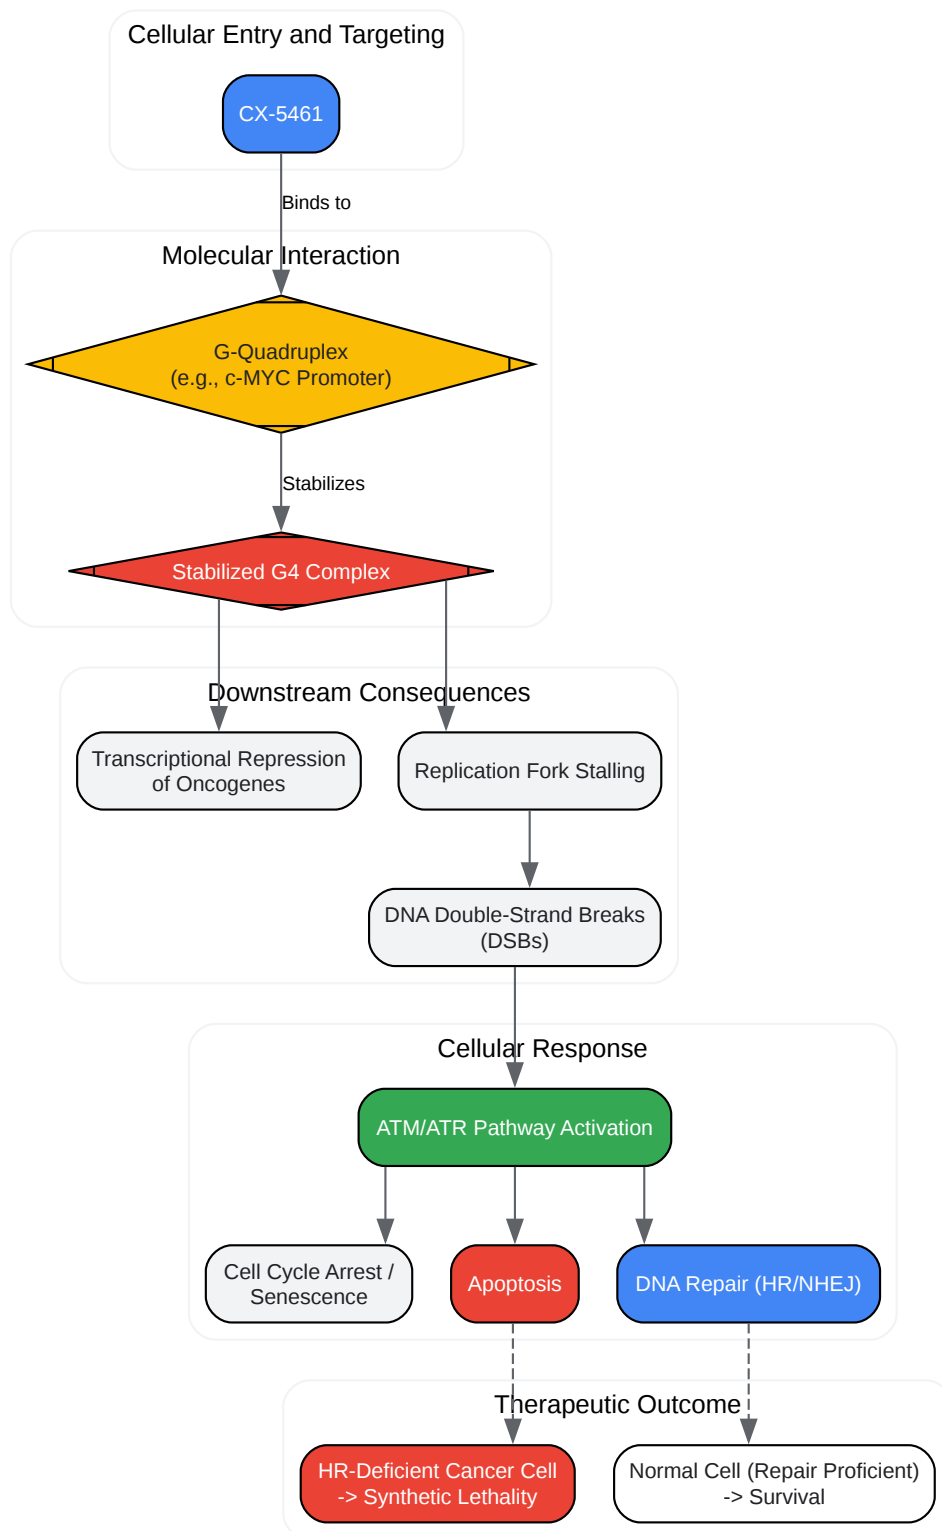 Cellular Entry and Targeting
CX-5461
Binds to
Molecular Interaction
G-Quadruplex
(e.g., c-MYC Promoter)
Stabilizes
Stabilized G4 Complex
Downstream Consequences
Transcriptional Repression
of Oncogenes
Replication Fork Stalling
DNA Double-Strand Breaks
(DSBs)
Cellular Response
ATM/ATR Pathway Activation
Cell Cycle Arrest /
Senescence
Apoptosis
DNA Repair (HR/NHEJ)
Therapeutic Outcome
HR-Deficient Cancer Cell
-> Synthetic Lethality
Normal Cell (Repair Proficient)
-> Survival